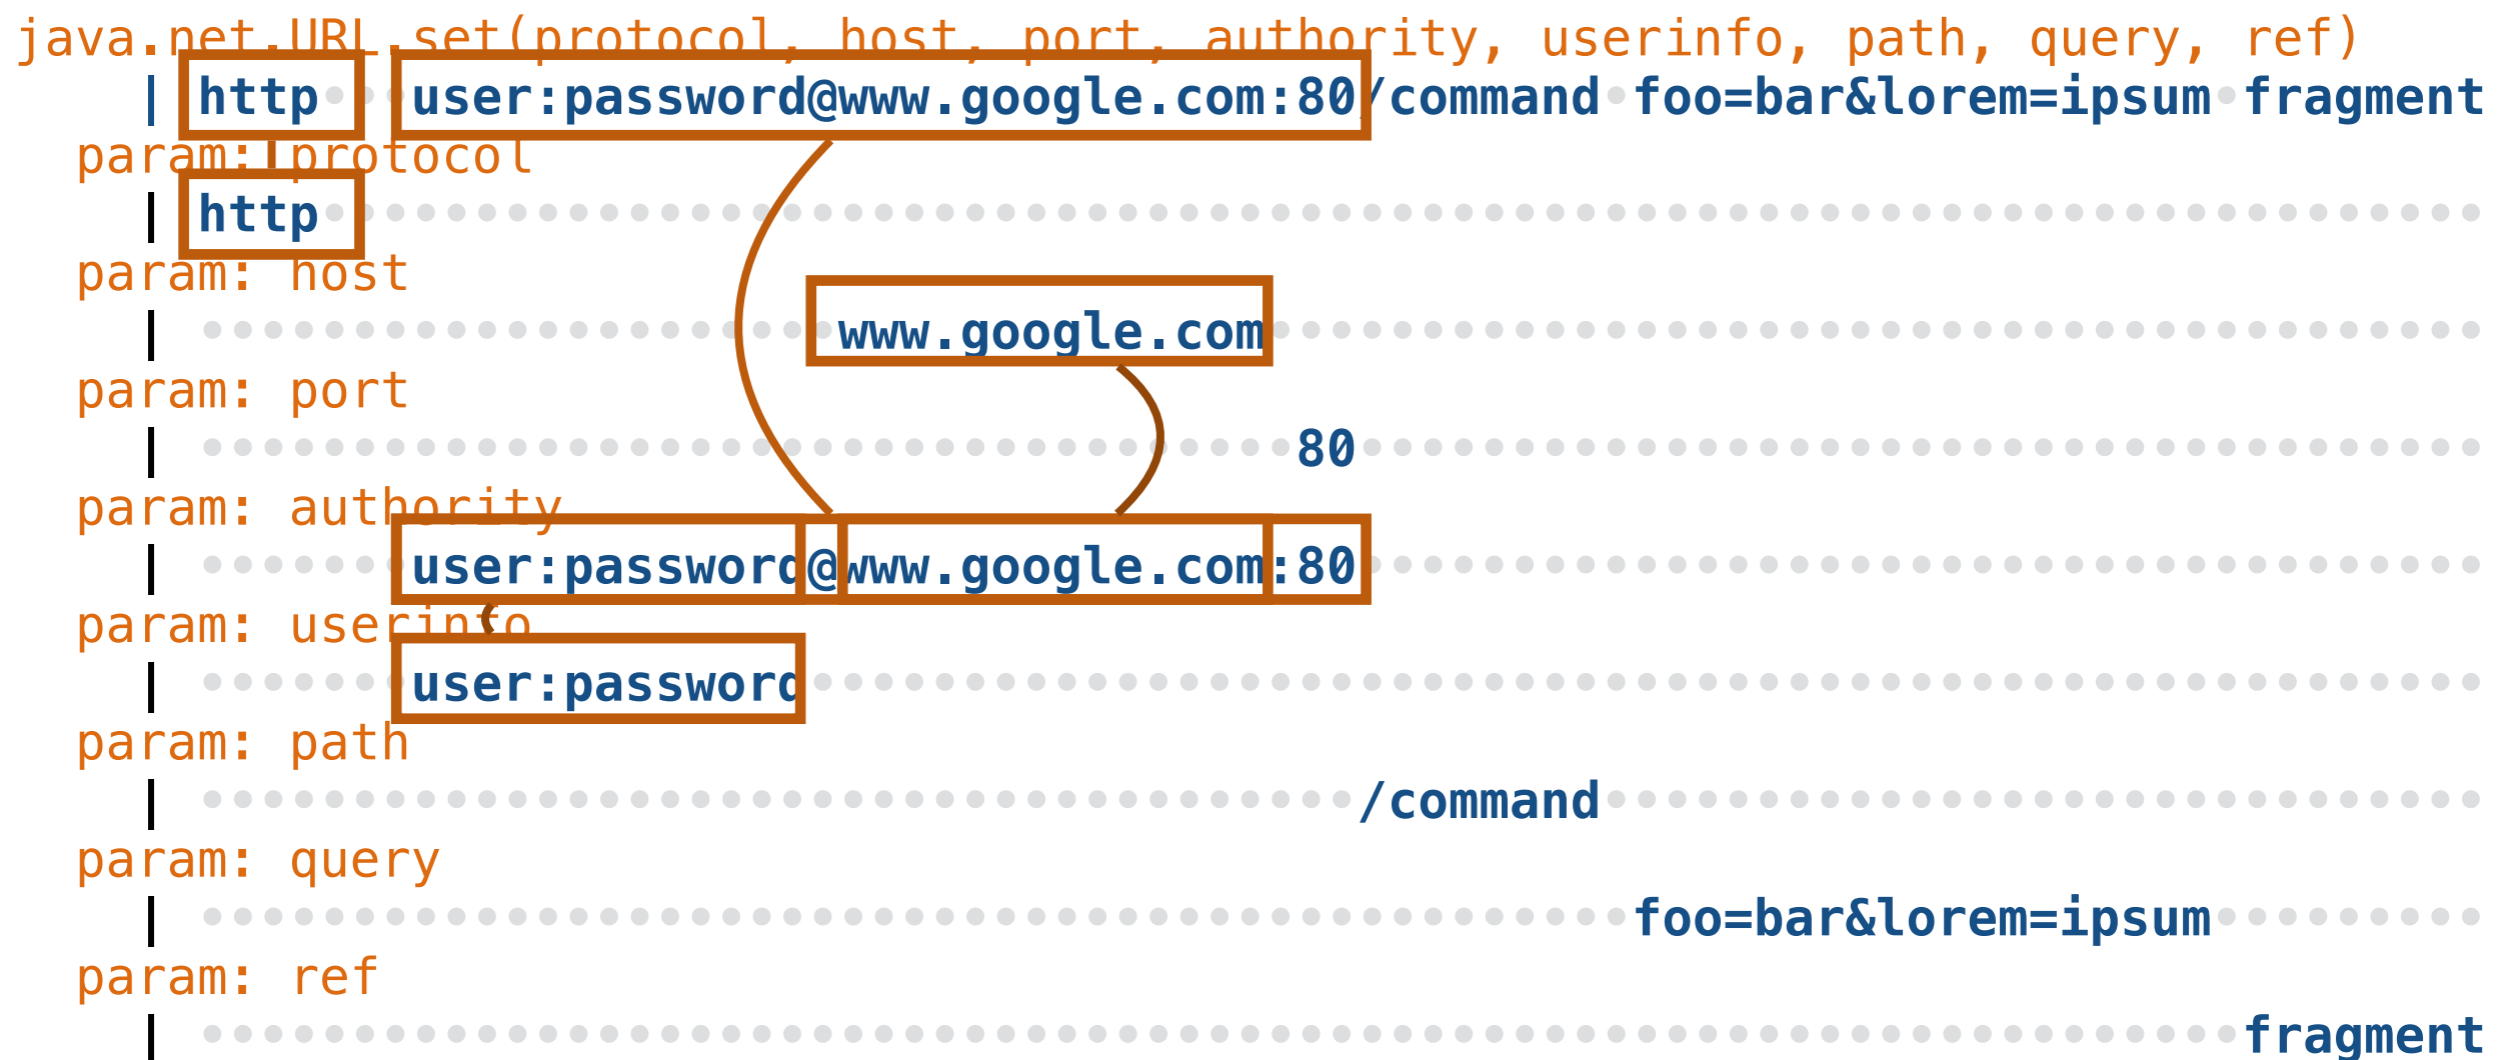 java.net.URL.set(protocol, host, port, authority, userinfo, path, query, ref)
| http•••user:password@www.google.com:80/command•foo=bar&lorem=ipsum•fragment
param: protocol
| http
param: host
| www.google.com
param: port
| 80
param: authority
| user:password@www.google.com:80
param: userinfo
| user:password
param: path
| /command
param: query
| foo=bar&lorem=ipsum
param: ref
| fragment